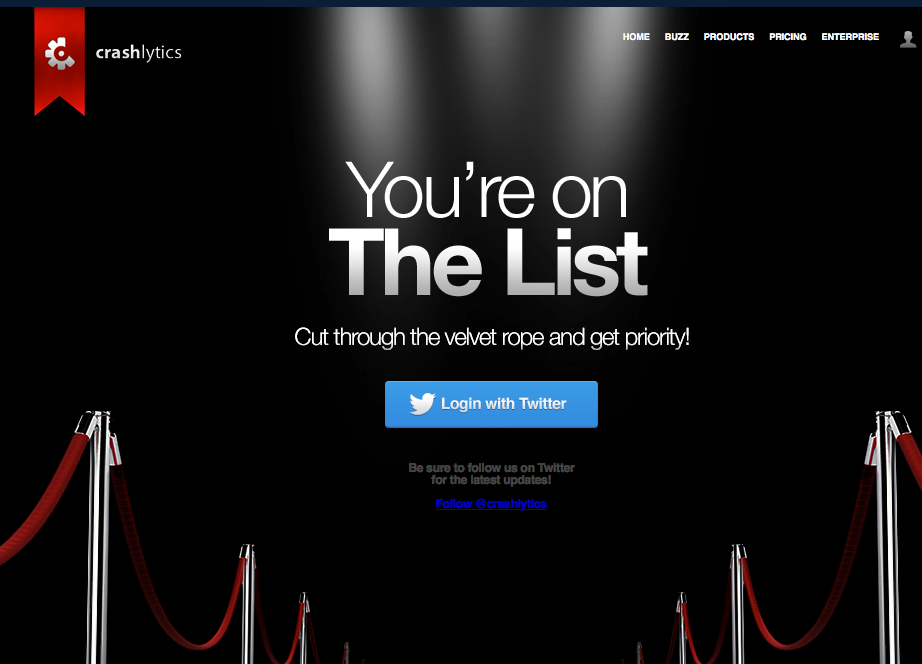 crashlytics
HOME BUZZ PRODUCTS PRICING ENTERPRISE
You're on
The List
Cut through the velvet rope and get priority!
Login with Twitter
Be sure to follow us on Twitter
for the latest updates!
Follow @crashlytics